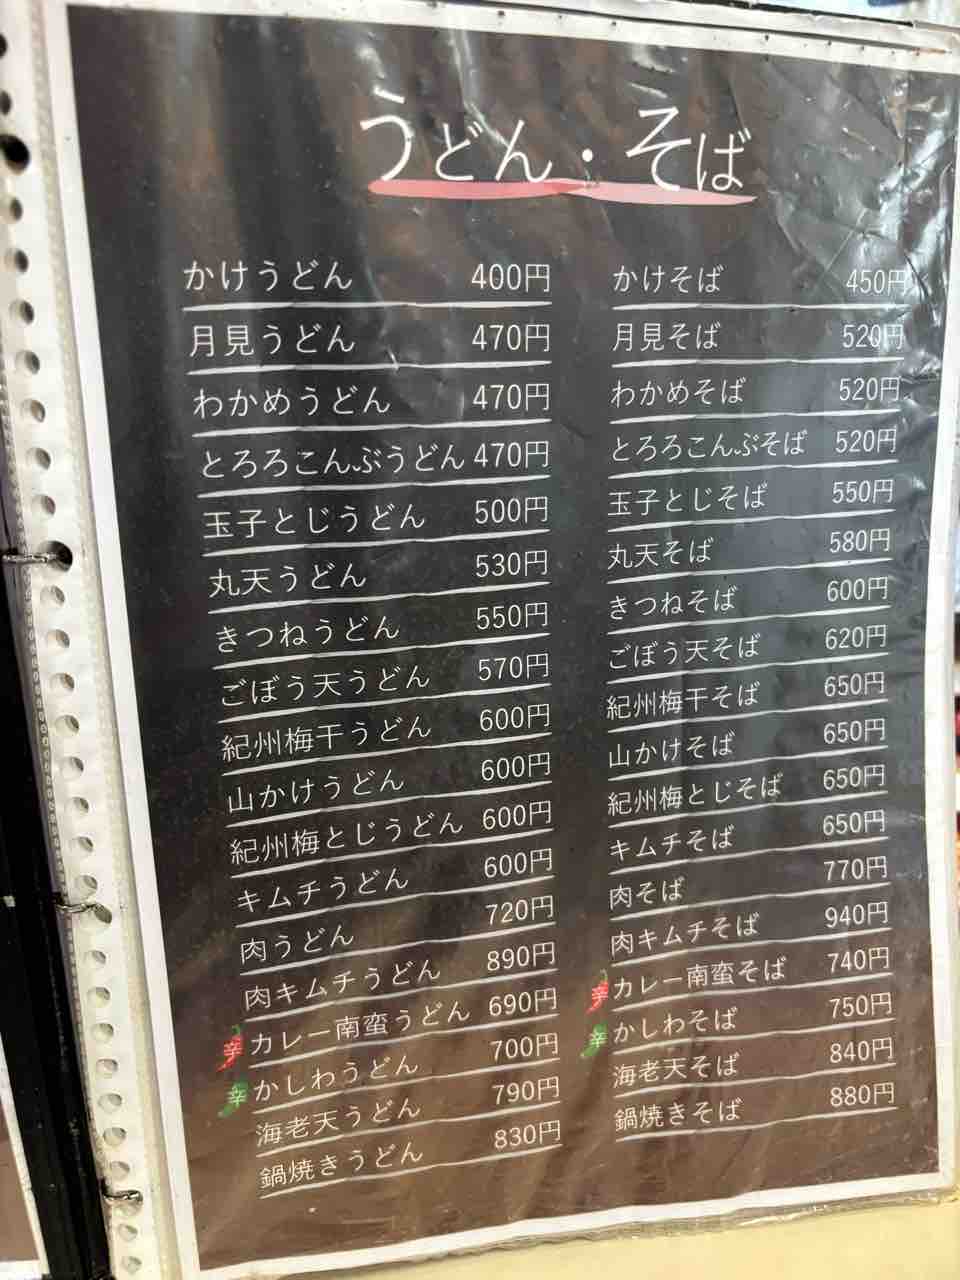 うどん・そば
かけうどん 400円
月見うどん 470円
わかめうどん 470円
とろろこんぶうどん 470円
玉子とじうどん 500円
丸天うどん 530円
きつねうどん 550円
ごぼう天うどん 570円
紀州梅干うどん 600円
山かけうどん 600円
紀州梅とじうどん 600円
キムチうどん 600円
肉うどん 720円
肉キムチうどん 890円
辛 カレー南蛮うどん 690円
辛 かしわうどん 700円
海老天うどん 790円
鍋焼きうどん 830円
かけそば 450円
月見そば 520円
わかめそば 520円
とろろこんぶそば 520円
玉子とじそば 550円
丸天そば 580円
きつねそば 600円
ごぼう天そば 620円
紀州梅干そば 650円
山かけそば 650円
紀州梅とじそば 650円
キムチそば 650円
肉そば 770円
肉キムチそば 940円
辛 カレー南蛮そば 740円
辛 かしわそば 750円
海老天そば 840円
鍋焼きそば 880円